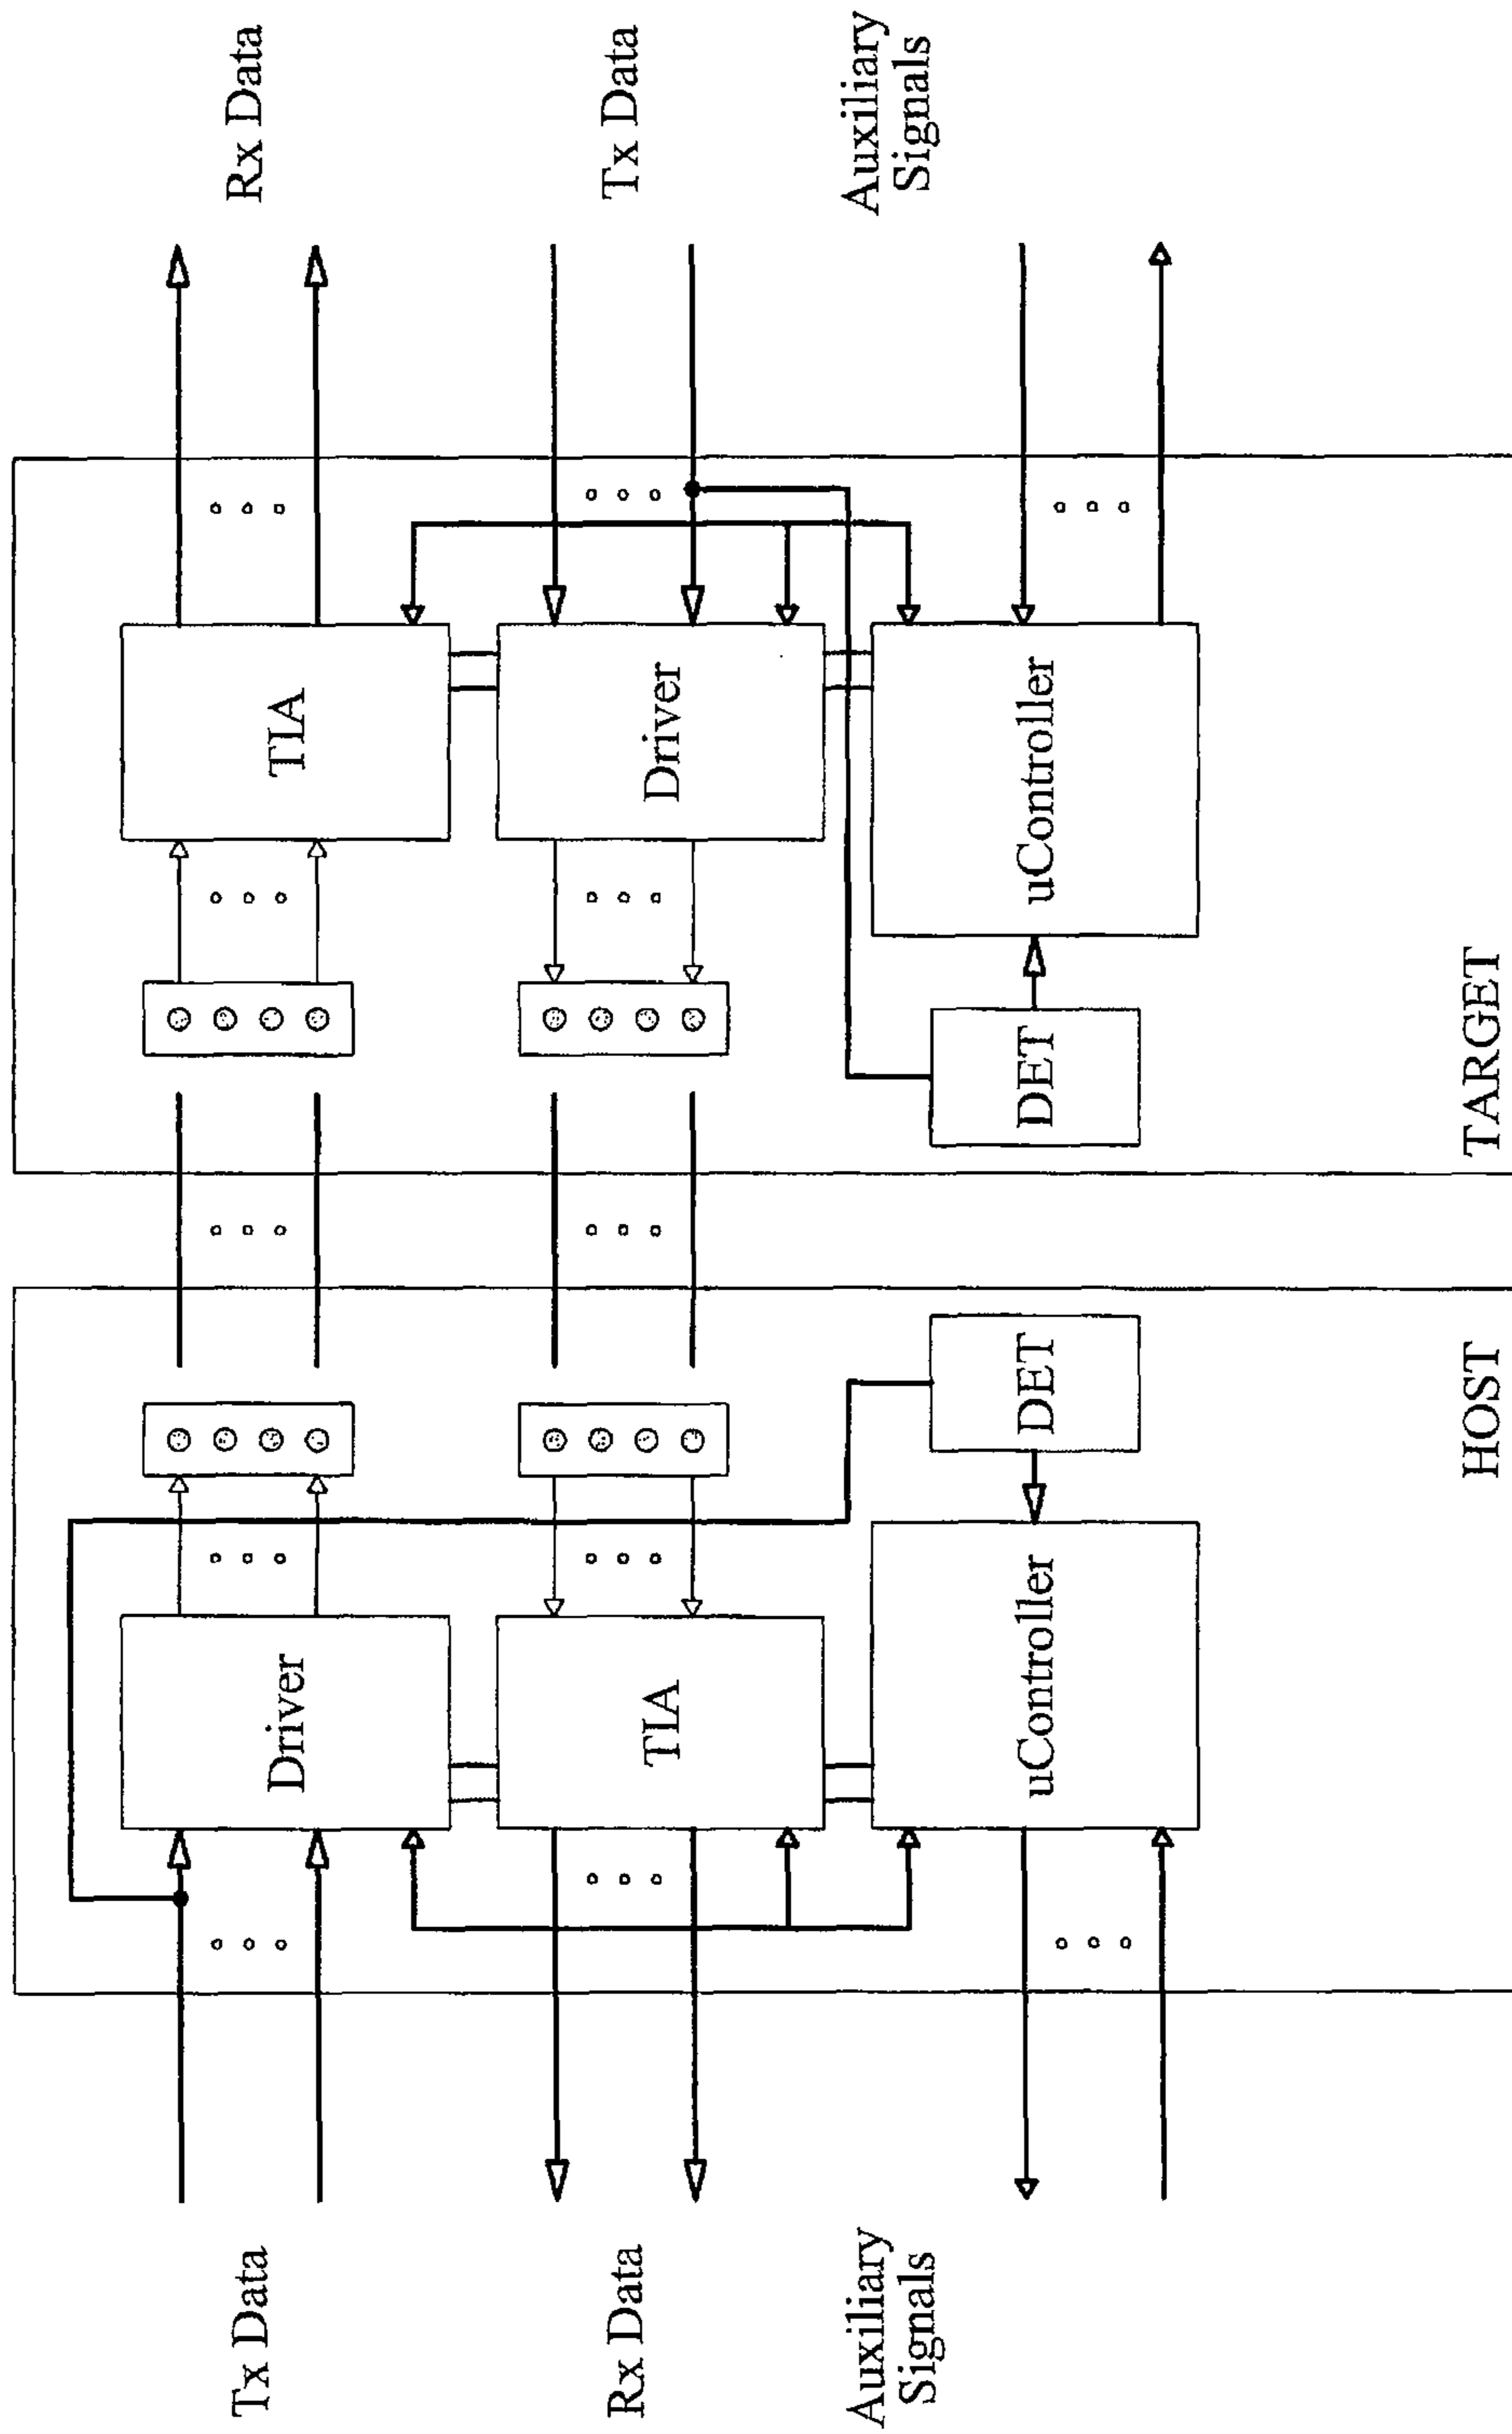 Tx Data
Rx Data
Auxiliary
Signals
Driver
TIA
uController
DET
HOST
TIA
Driver
uController
DET
TARGET
Rx Data
Tx Data
Auxiliary
Signals